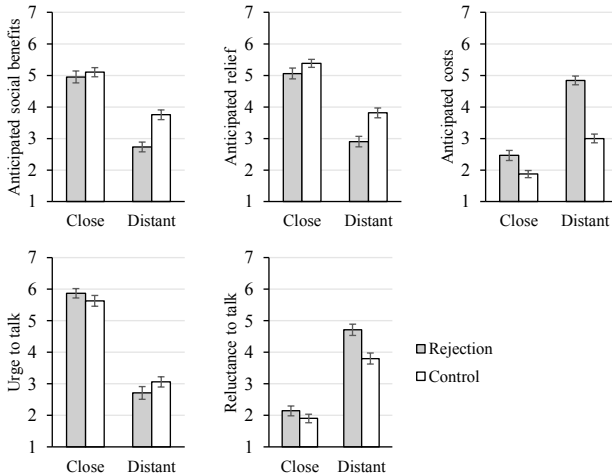 Anticipated social benefits
7
6
5
4
3
2
1
Close Distant
Anticipated relief
7
6
5
4
3
2
1
Close Distant
Anticipated costs
7
6
5
4
3
2
1
Close Distant
Urge to talk
7
6
5
4
3
2
1
Close Distant
Reluctance to talk
7
6
5
4
3
2
1
Close Distant
Rejection
Control